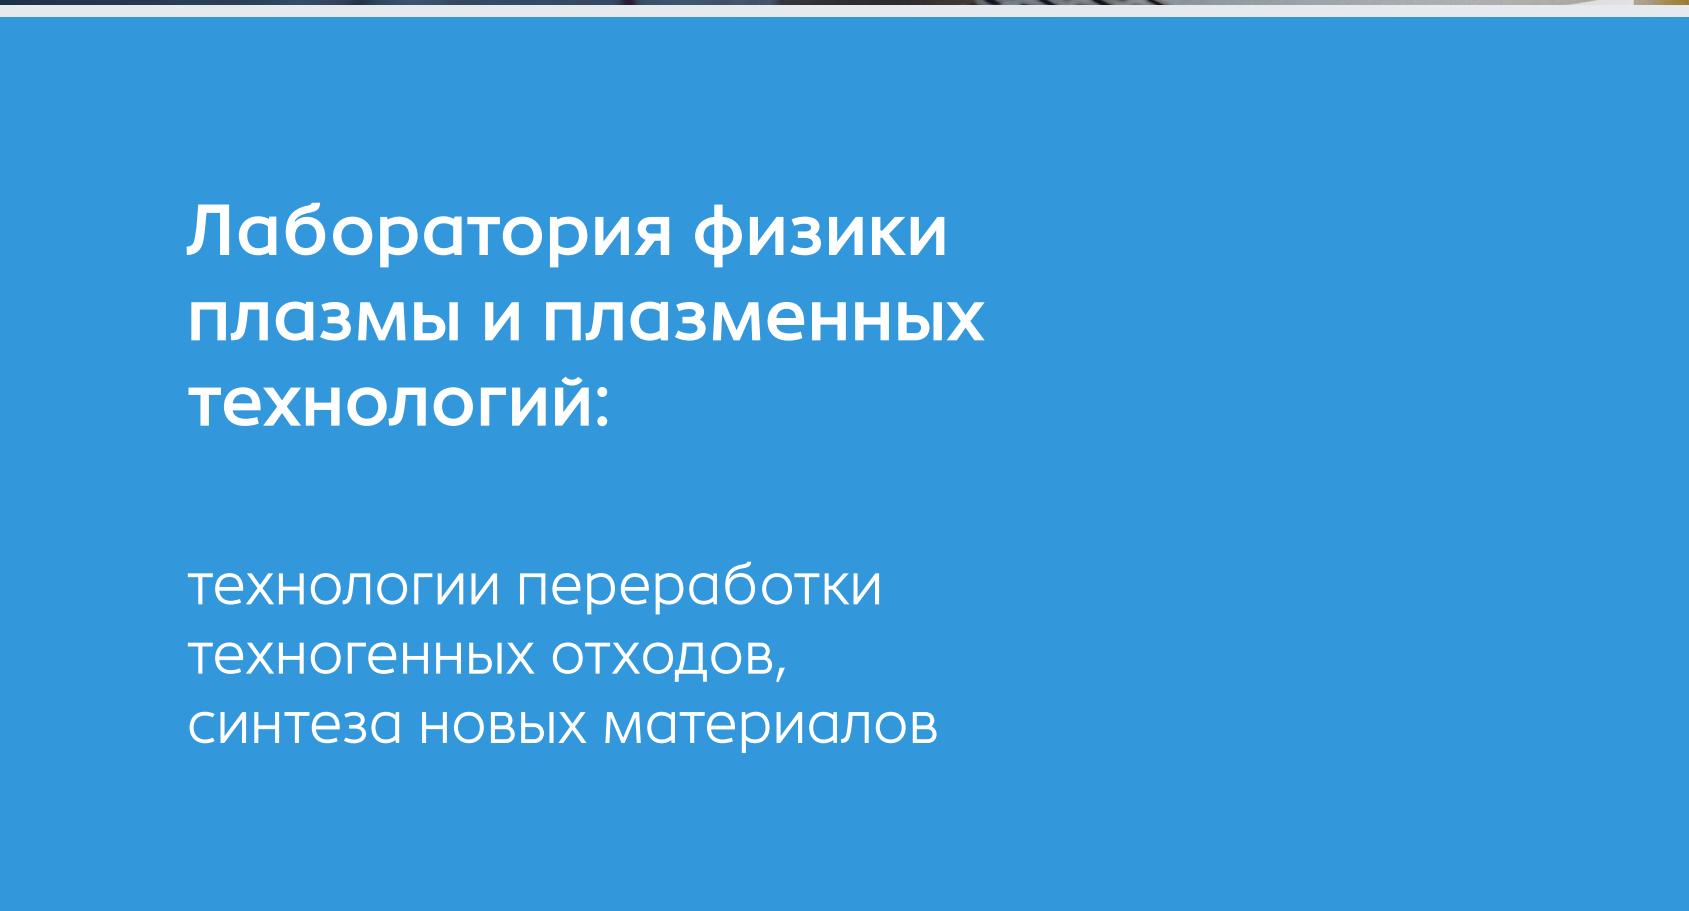 Лаборатория физики
плазмы и плазменных
технологий:
технологии переработки
техногенных отходов,
синтеза новых материалов